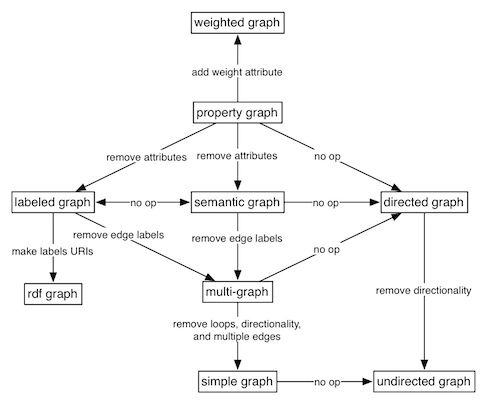 weighted graph
add weight attribute
property graph
remove attributes
remove attributes
no op
labeled graph
no op
semantic graph
no op
directed graph
make labels URIs
remove edge labels
remove edge labels
no op
rdf graph
multi-graph
remove directionality
remove loops, directionality,
and multiple edges
simple graph
no op
undirected graph